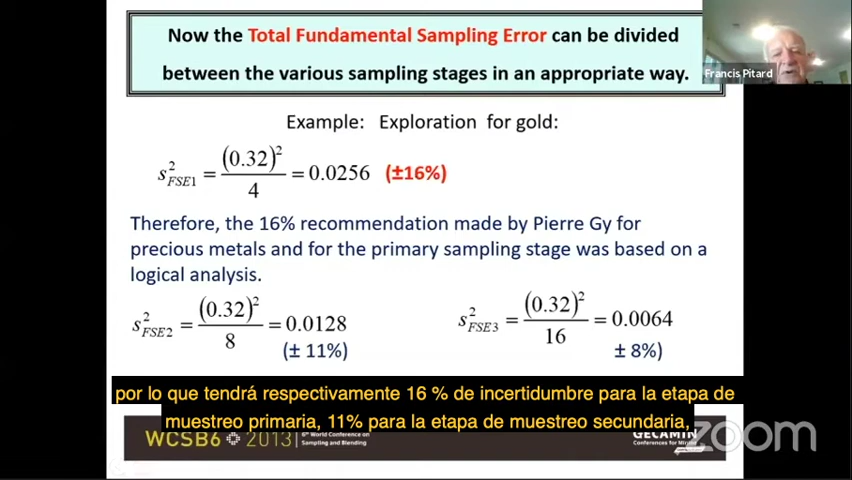 Now the Total Fundamental Sampling Error can be divided
between the various sampling stages in an appropriate way.
Francis Pitard
Example: Exploration for gold:
s²FSE1 = (0.32)² / 4 = 0.0256 (±16%)
Therefore, the 16% recommendation made by Pierre Gy for
precious metals and for the primary sampling stage was based on a
logical analysis.
s²FSE2 = (0.32)² / 8 = 0.0128
(± 11%)
s²FSE3 = (0.32)² / 16 = 0.0064
± 8%)
por lo que tendrá respectivamente 16 % de incertidumbre para la etapa de
muestreo primaria, 11% para la etapa de muestreo secundaria,
WCSB6 2013
6th World Conference on
Sampling and Blending
GECAMIN
Conferences for Mining
zoom